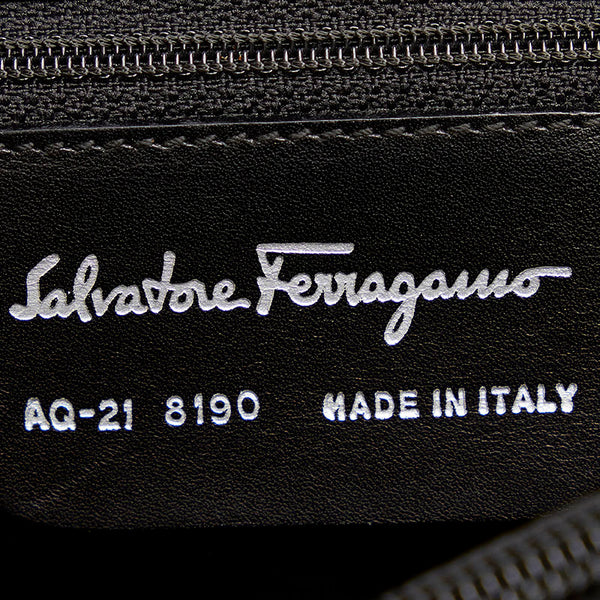 Salvatore Ferragamo
AQ-21 8190 MADE IN ITALY